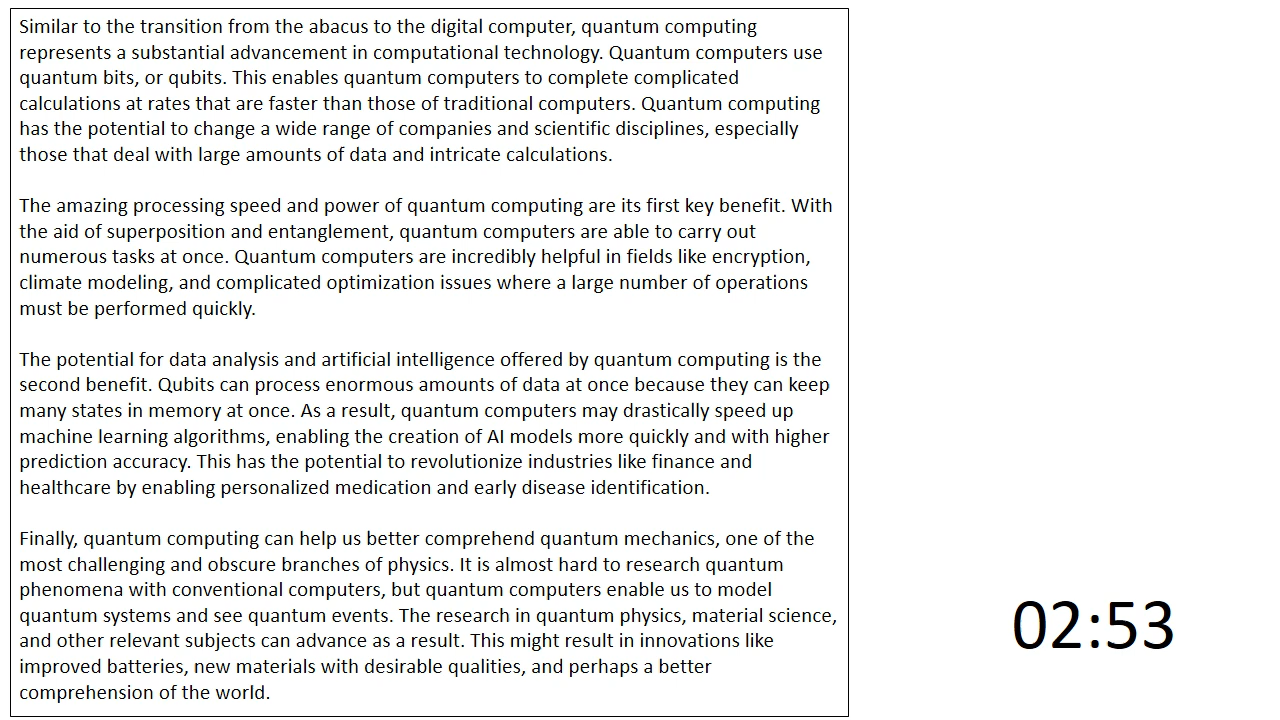 Similar to the transition from the abacus to the digital computer, quantum computing
represents a substantial advancement in computational technology. Quantum computers use
quantum bits, or qubits. This enables quantum computers to complete complicated
calculations at rates that are faster than those of traditional computers. Quantum computing
has the potential to change a wide range of companies and scientific disciplines, especially
those that deal with large amounts of data and intricate calculations.
The amazing processing speed and power of quantum computing are its first key benefit. With
the aid of superposition and entanglement, quantum computers are able to carry out
numerous tasks at once. Quantum computers are incredibly helpful in fields like encryption,
climate modeling, and complicated optimization issues where a large number of operations
must be performed quickly.
The potential for data analysis and artificial intelligence offered by quantum computing is the
second benefit. Qubits can process enormous amounts of data at once because they can keep
many states in memory at once. As a result, quantum computers may drastically speed up
machine learning algorithms, enabling the creation of AI models more quickly and with higher
prediction accuracy. This has the potential to revolutionize industries like finance and
healthcare by enabling personalized medication and early disease identification.
Finally, quantum computing can help us better comprehend quantum mechanics, one of the
most challenging and obscure branches of physics. It is almost hard to research quantum
phenomena with conventional computers, but quantum computers enable us to model
quantum systems and see quantum events. The research in quantum physics, material science,
and other relevant subjects can advance as a result. This might result in innovations like
improved batteries, new materials with desirable qualities, and perhaps a better
comprehension of the world.
02:53